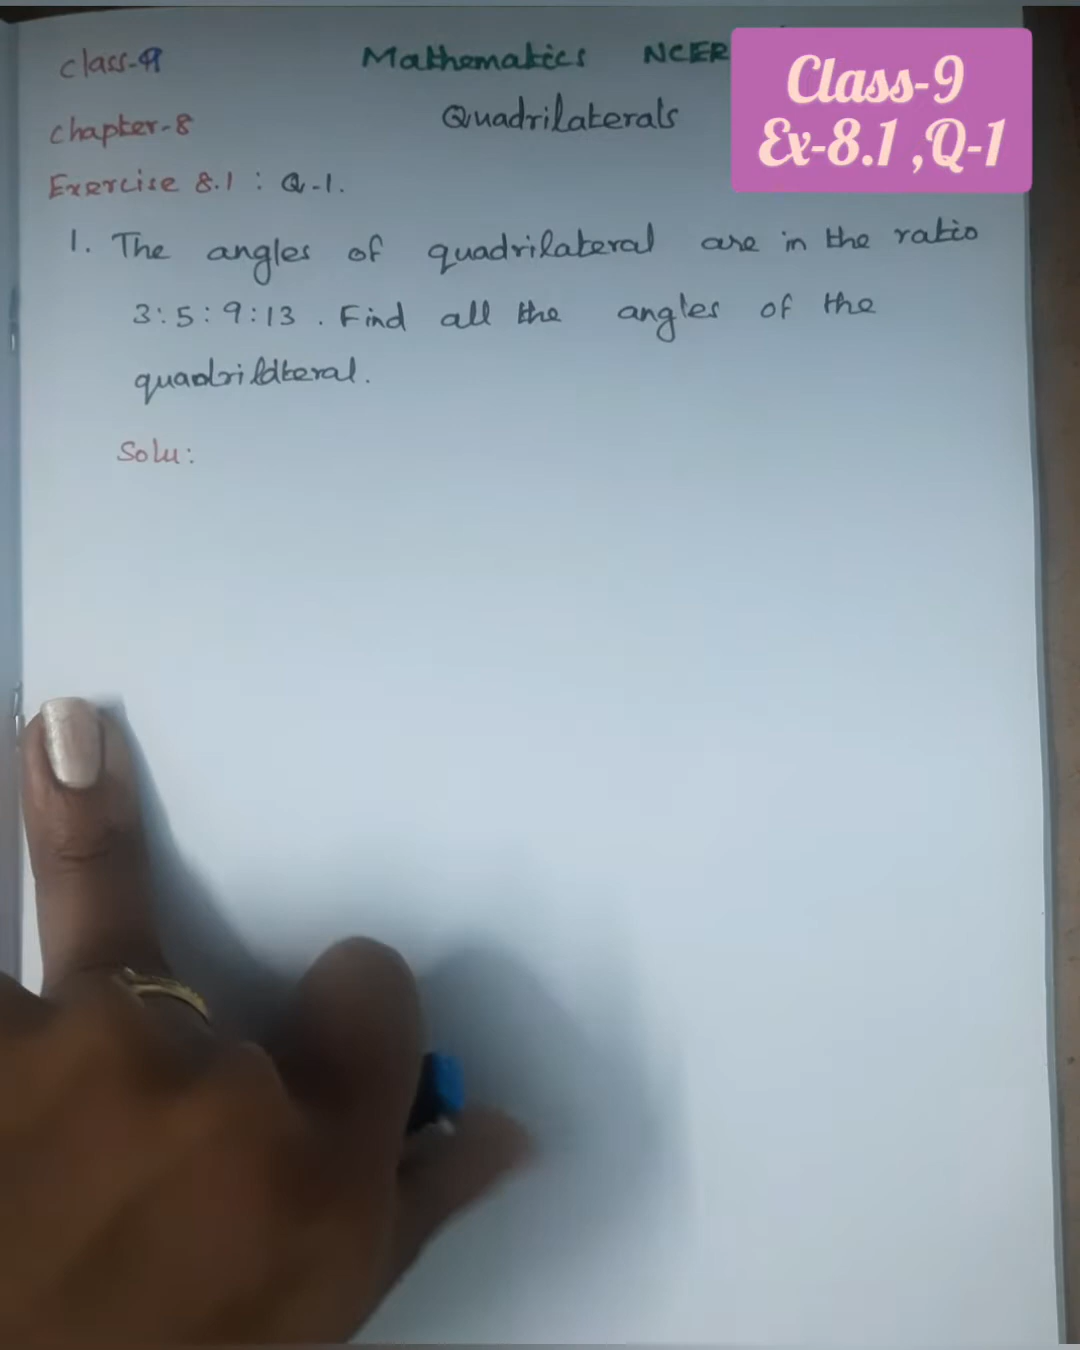 class-9
Mathematics NCER
Class-9
Ex-8.1 ,Q-1
chapter-8
Quadrilaterals
Exercise 8.1 : Q-1.
1. The angles of quadrilateral are in the ratio
3:5:9:13 . Find all the angles of the
quadrilateral.
Solu: